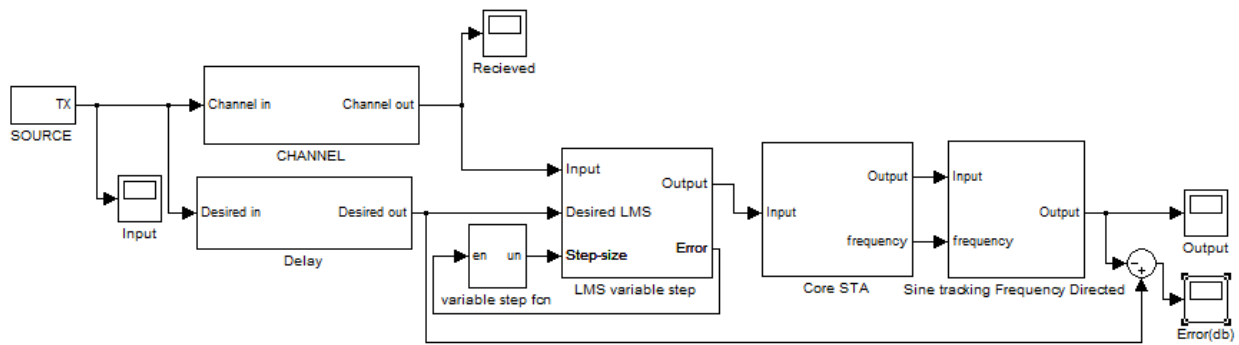 Recieved
TX
SOURCE
Channel in
Channel out
CHANNEL
Input
Desired in
Desired out
Delay
Input
Output
Desired LMS
Step-size
Error
LMS variable step
en
un
variable step fcn
Input
Output
frequency
Core STA
Input
Output
frequency
Sine tracking Frequency Directed
Output
-
+
Error(db)